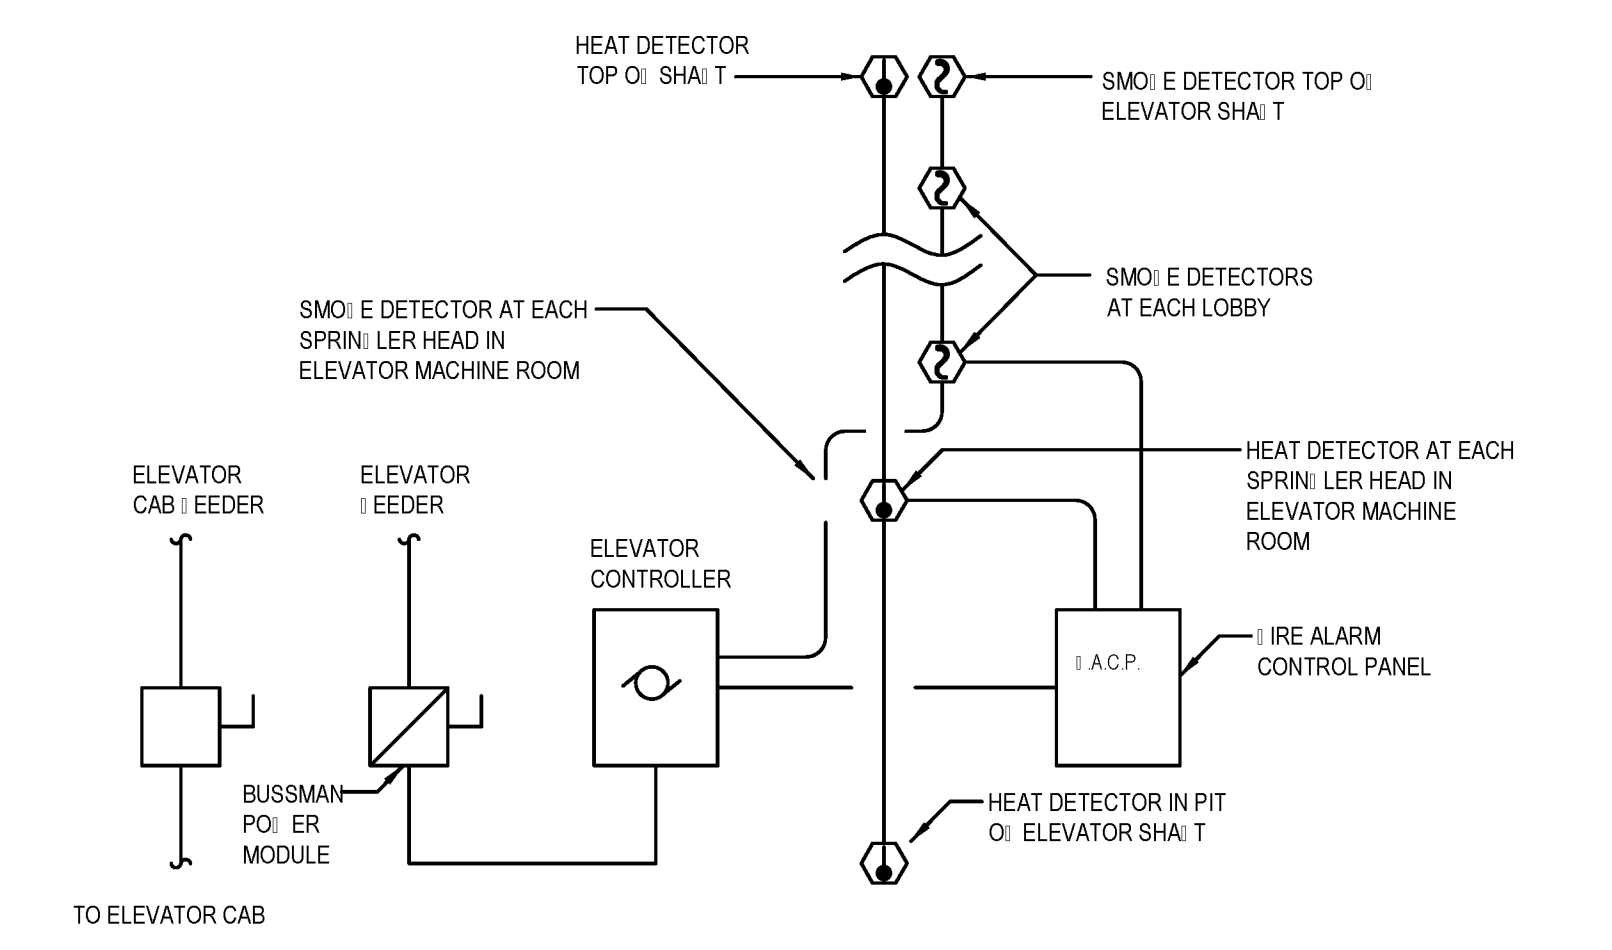 HEAT DETECTOR
TOP O▯ SHA▯T
SMO▯E DETECTOR TOP O▯
ELEVATOR SHA▯T
SMO▯E DETECTORS
AT EACH LOBBY
SMO▯E DETECTOR AT EACH
SPRIN▯LER HEAD IN
ELEVATOR MACHINE ROOM
HEAT DETECTOR AT EACH
SPRIN▯LER HEAD IN
ELEVATOR MACHINE
ROOM
ELEVATOR
CAB ▯EEDER
ELEVATOR
▯EEDER
ELEVATOR
CONTROLLER
▯.A.C.P.
▯IRE ALARM
CONTROL PANEL
BUSSMAN
PO▯ER
MODULE
HEAT DETECTOR IN PIT
O▯ ELEVATOR SHA▯T
TO ELEVATOR CAB